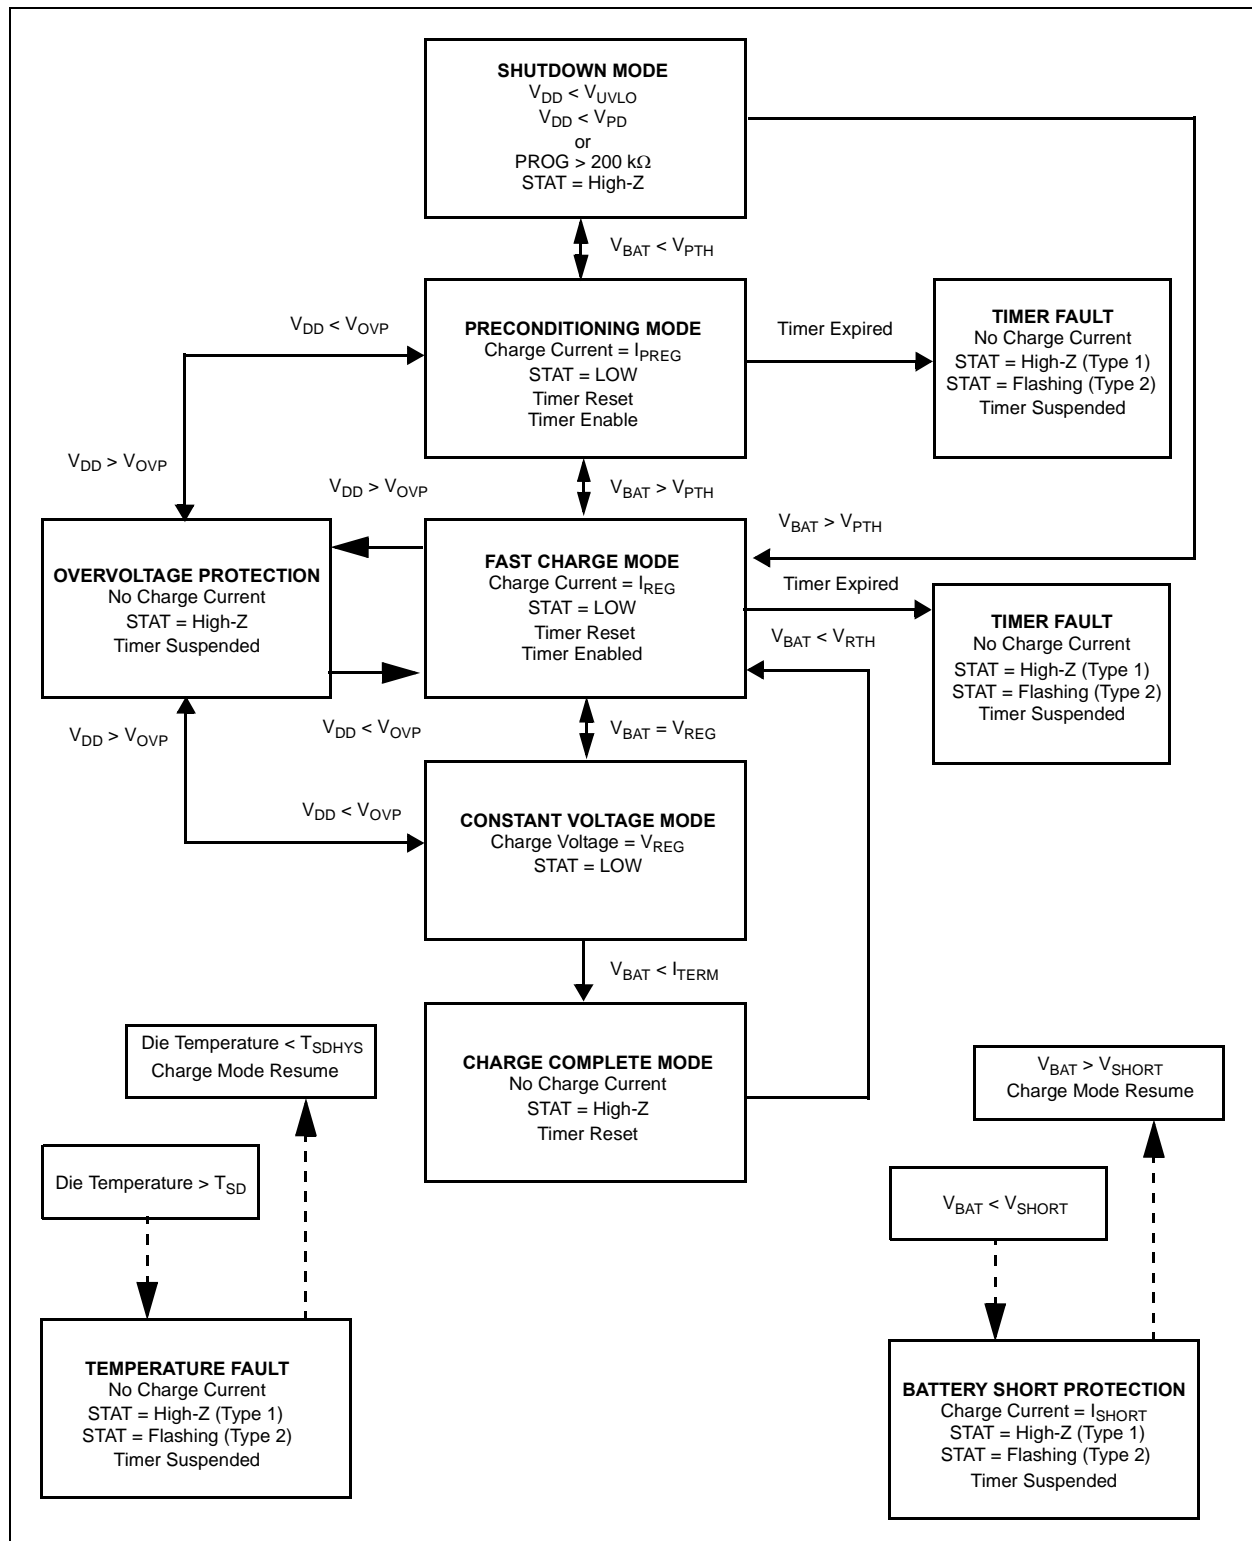 SHUTDOWN MODE
VDD < VUVLO
VDD < VPD
or
PROG > 200 kΩ
STAT = High-Z
VBAT < VPTH
VDD < VOVP
PRECONDITIONING MODE
Charge Current = IPREG
STAT = LOW
Timer Reset
Timer Enable
Timer Expired
TIMER FAULT
No Charge Current
STAT = High-Z (Type 1)
STAT = Flashing (Type 2)
Timer Suspended
VDD > VOVP
VDD > VOVP
VBAT > VPTH
VBAT > VPTH
OVERVOLTAGE PROTECTION
No Charge Current
STAT = High-Z
Timer Suspended
FAST CHARGE MODE
Charge Current = IREG
STAT = LOW
Timer Reset
Timer Enabled
Timer Expired
VBAT < VRTH
TIMER FAULT
No Charge Current
STAT = High-Z (Type 1)
STAT = Flashing (Type 2)
Timer Suspended
VDD > VOVP
VDD < VOVP
VBAT = VREG
VDD < VOVP
CONSTANT VOLTAGE MODE
Charge Voltage = VREG
STAT = LOW
VBAT < ITERM
Die Temperature < TSDHYS
Charge Mode Resume
CHARGE COMPLETE MODE
No Charge Current
STAT = High-Z
Timer Reset
VBAT > VSHORT
Charge Mode Resume
Die Temperature > TSD
VBAT < VSHORT
TEMPERATURE FAULT
No Charge Current
STAT = High-Z (Type 1)
STAT = Flashing (Type 2)
Timer Suspended
BATTERY SHORT PROTECTION
Charge Current = ISHORT
STAT = High-Z (Type 1)
STAT = Flashing (Type 2)
Timer Suspended